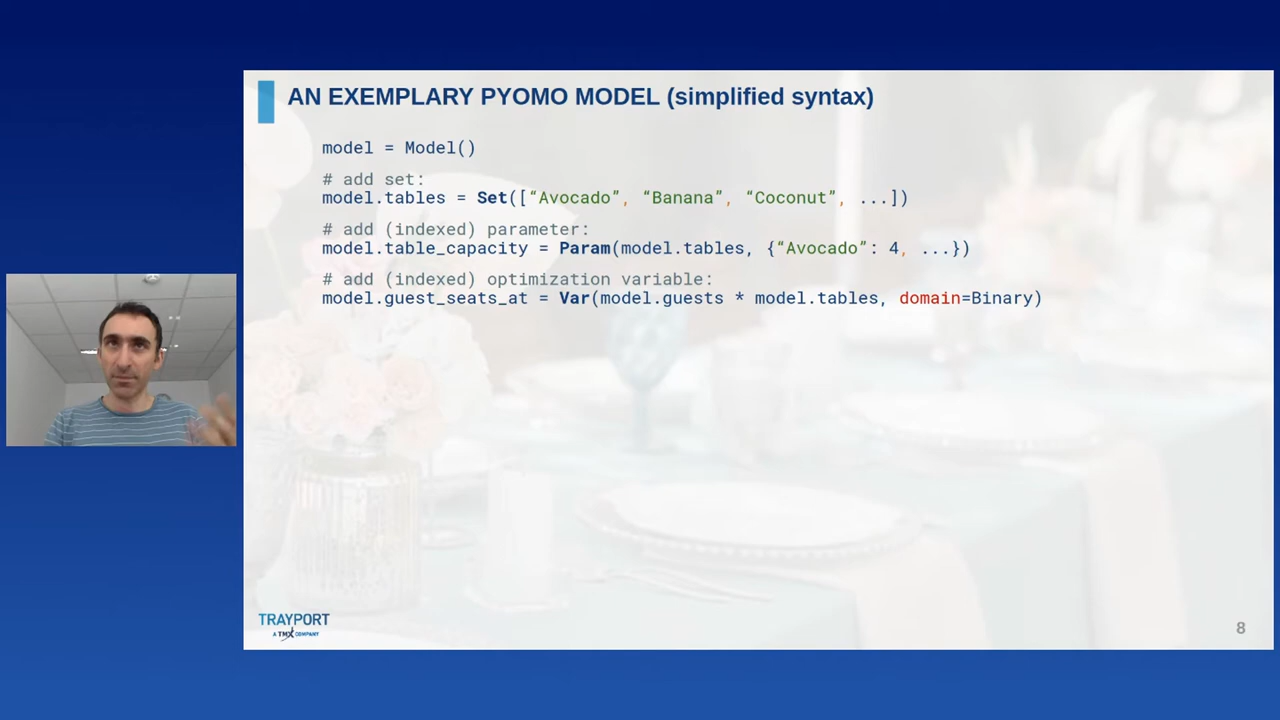 AN EXEMPLARY PYOMO MODEL (simplified syntax)
model = Model()
# add set:
model.tables = Set([“Avocado”, “Banana”, “Coconut”, ...])
# add (indexed) parameter:
model.table_capacity = Param(model.tables, {“Avocado”: 4, ...})
# add (indexed) optimization variable:
model.guest_seats_at = Var(model.guests * model.tables, domain=Binary)
TRAYPORT
A TMX COMPANY
8